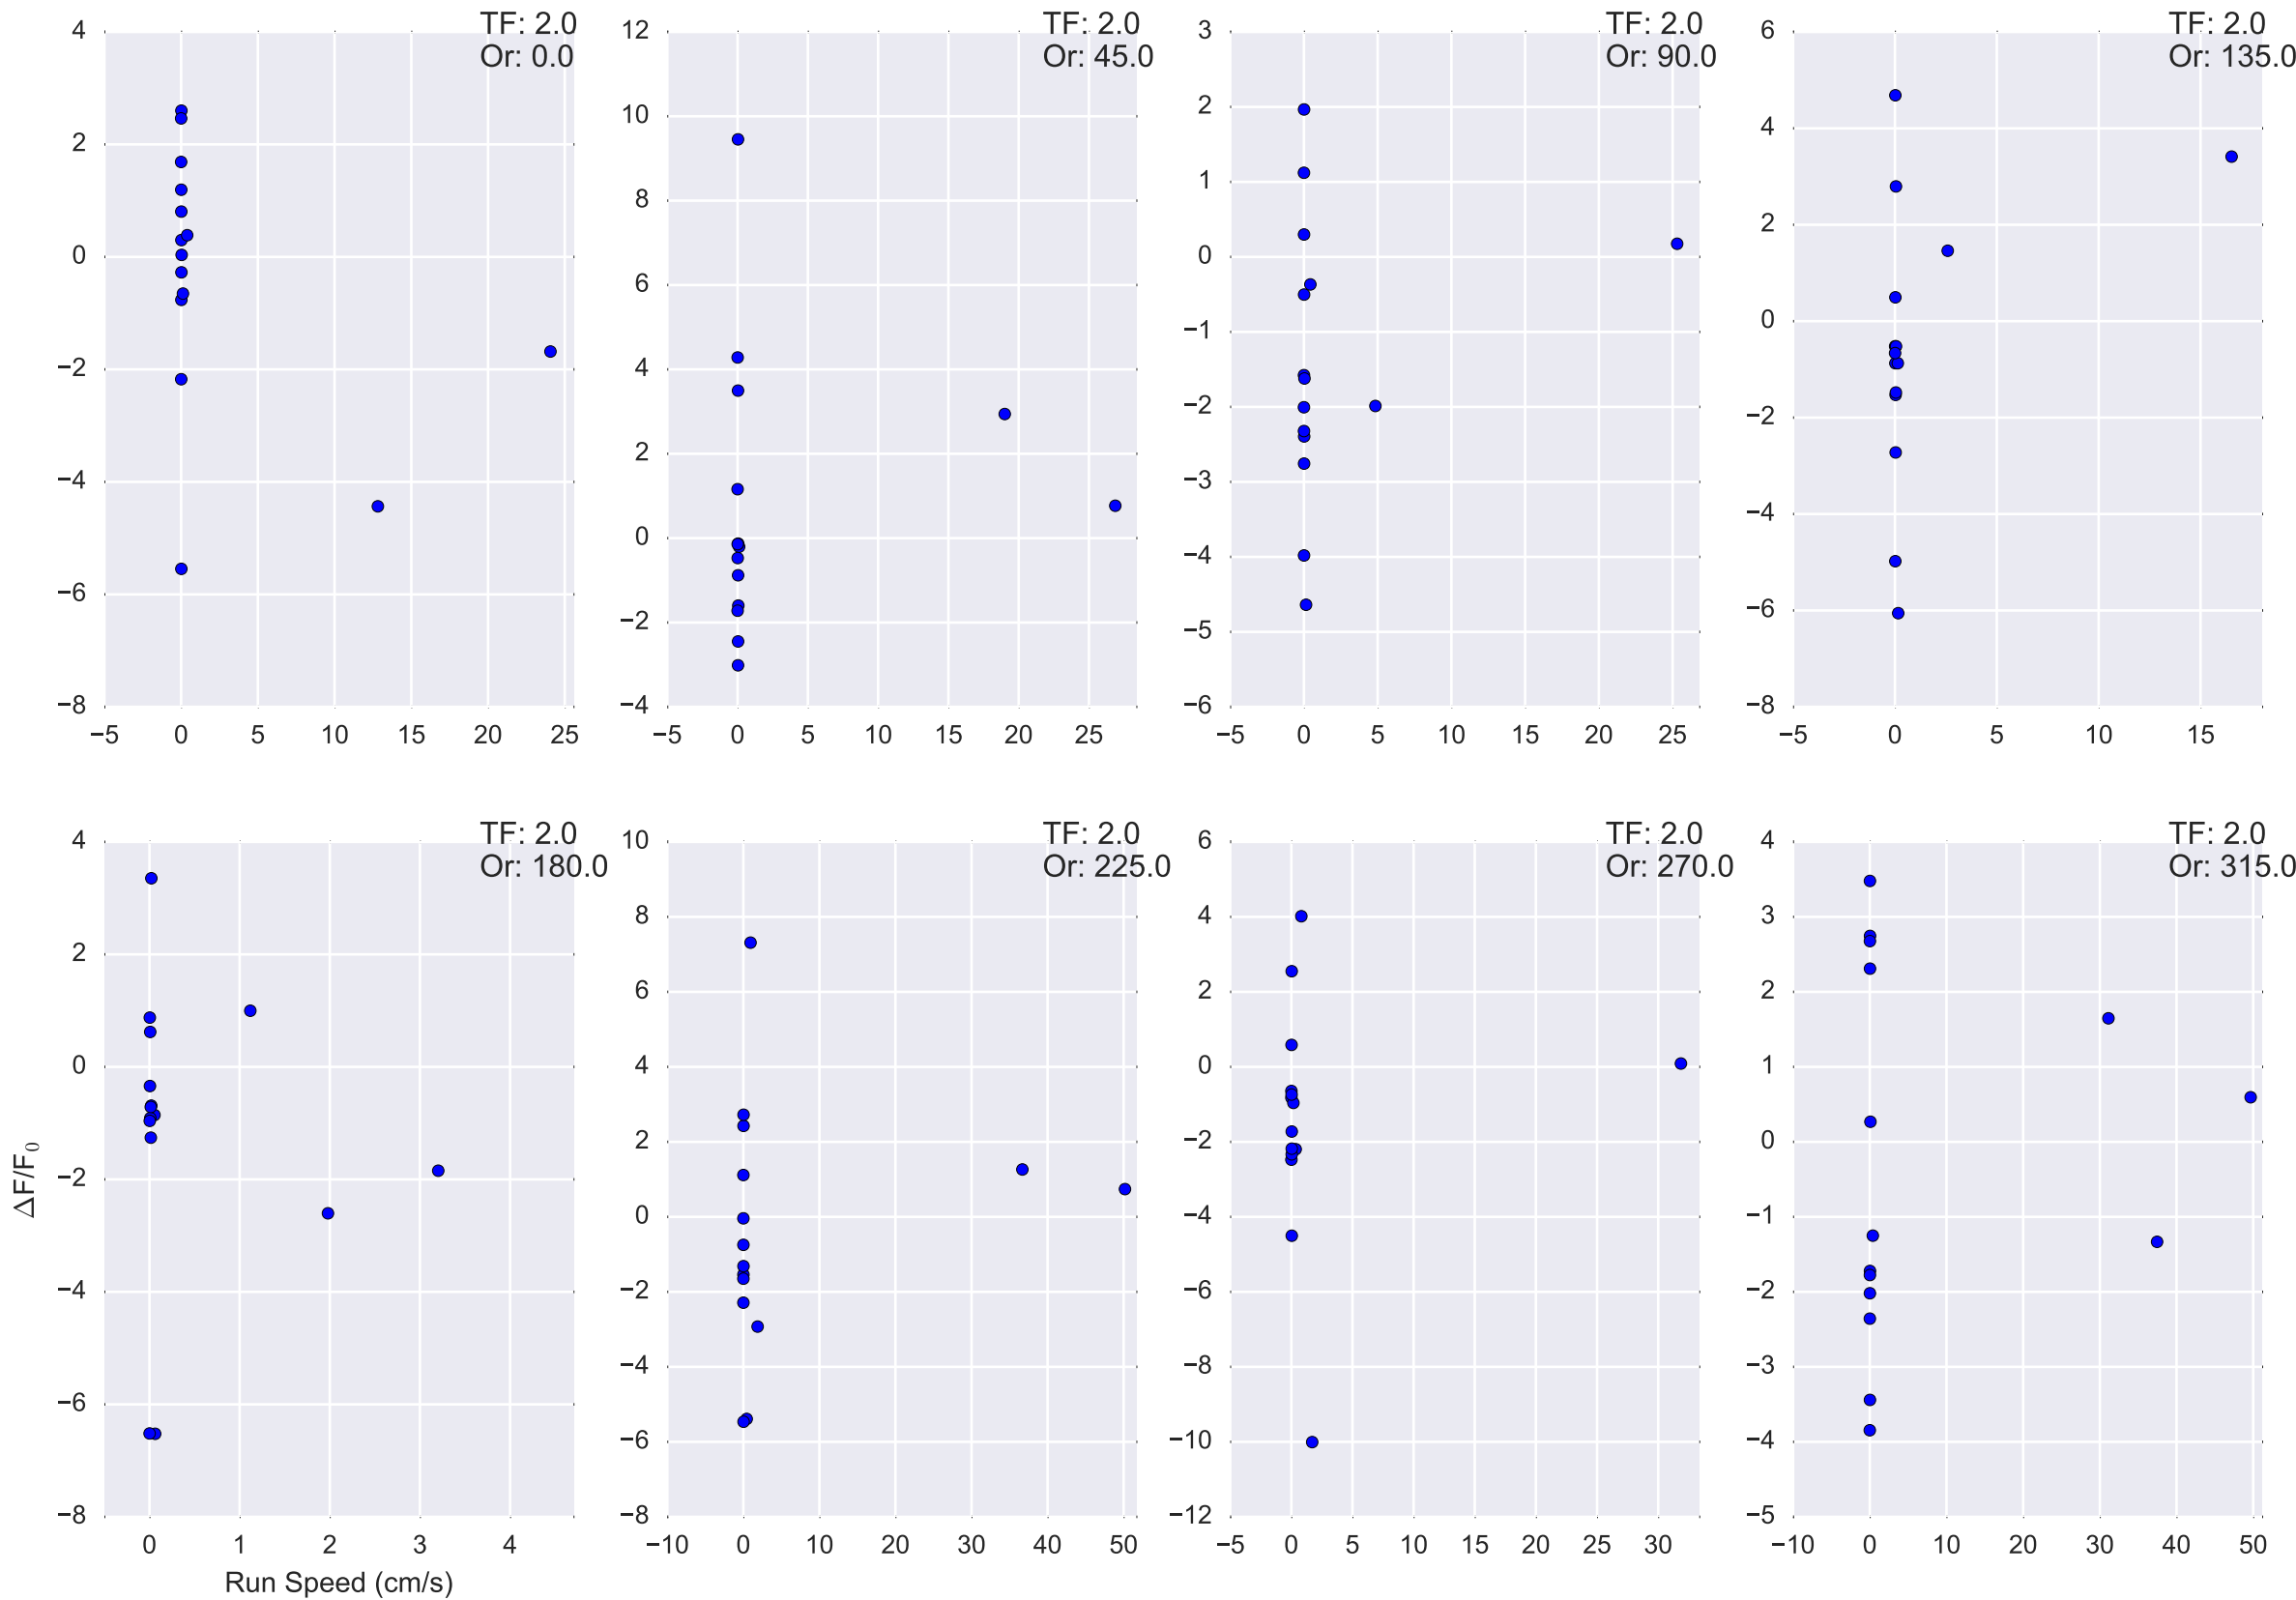 TF: 2.0
Or: 0.0
4
2
0
−2
−4
−6
−8
−5 0 5 10 15 20 25
TF: 2.0
Or: 45.0
12
10
8
6
4
2
0
−2
−4
−5 0 5 10 15 20 25
TF: 2.0
Or: 90.0
3
2
1
0
−1
−2
−3
−4
−5
−6
−5 0 5 10 15 20 25
TF: 2.0
Or: 135.0
6
4
2
0
−2
−4
−6
−8
−5 0 5 10 15
TF: 2.0
Or: 180.0
4
2
0
−2
−4
−6
−8
0 1 2 3 4
ΔF/F₀
Run Speed (cm/s)
TF: 2.0
Or: 225.0
10
8
6
4
2
0
−2
−4
−6
−8
−10 0 10 20 30 40 50
TF: 2.0
Or: 270.0
6
4
2
0
−2
−4
−6
−8
−10
−12
−5 0 5 10 15 20 25 30
TF: 2.0
Or: 315.0
4
3
2
1
0
−1
−2
−3
−4
−5
−10 0 10 20 30 40 50